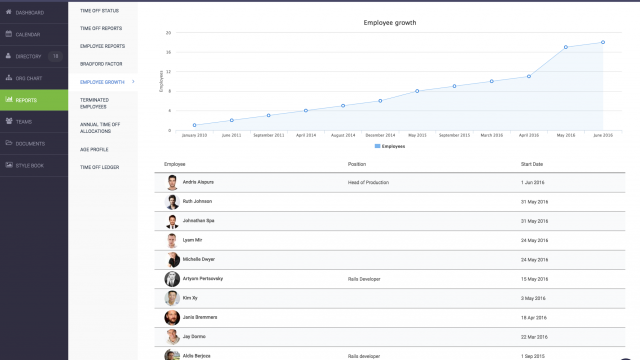 DASHBOARD
CALENDAR
DIRECTORY 18
ORG CHART
REPORTS
TEAMS
DOCUMENTS
STYLE BOOK
TIME OFF STATUS
TIME OFF REPORTS
EMPLOYEE REPORTS
BRADFORD FACTOR
EMPLOYEE GROWTH
TERMINATED
EMPLOYEES
ANNUAL TIME OFF
ALLOCATIONS
AGE PROFILE
TIME OFF LEDGER
Employee growth
20
16
12
8
4
0
Employees
January 2010 June 2011 September 2011 April 2014 August 2014 December 2014 May 2015 September 2015 March 2016 April 2016 May 2016 June 2016
Employees
Employee Position Start Date
Andris Alepurs Head of Production 1 Jun 2016
Ruth Johnson 31 May 2016
Johnathan Spa 31 May 2016
Lyam Mir 24 May 2016
Michelle Dwyer 24 May 2016
Artyom Pertsovsky Rails Developer 15 May 2016
Kim Xy 3 May 2016
Janis Bremmers 18 Apr 2016
Jay Dormo 22 Mar 2016
Aldis Berjoza Rails developer 1 Sep 2015